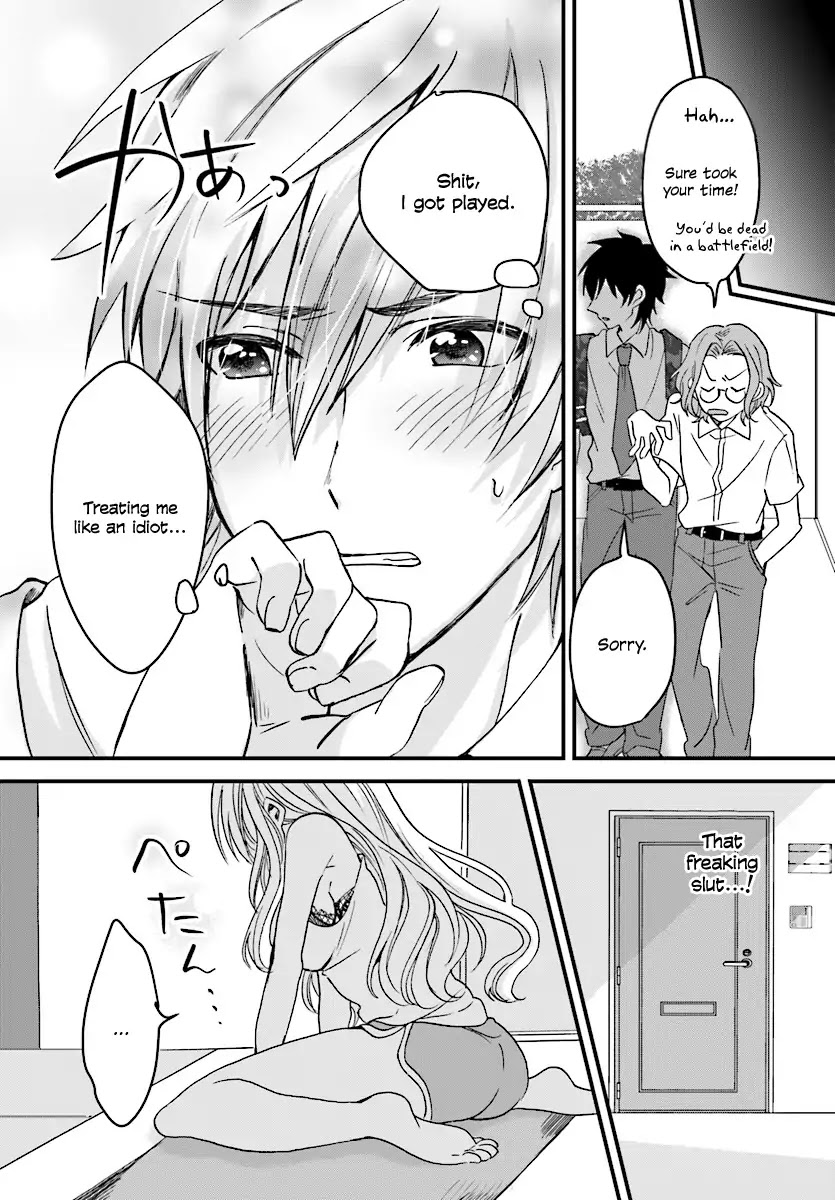 Hah...
Sure took
your time!
You'd be dead
in a battlefield!
Sorry.
Shit,
I got played.
かあっ
Treating me
like an idiot...
That
freaking
slut...!
ぺたん...
...